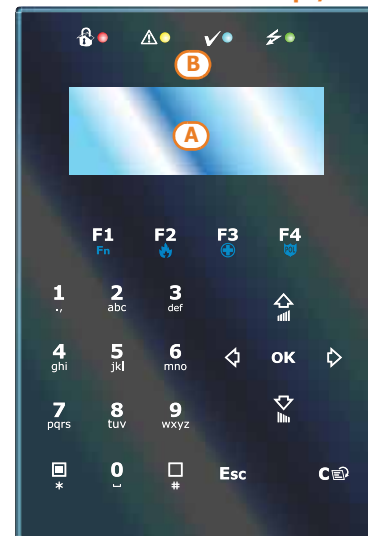 B
A
F1 F2 F3 F4
Fn POL
1 2 3
., abc def
4 5 6 OK
ghi jkl mno
7 8 9
pqrs tuv wxyz
0 Esc C
* #